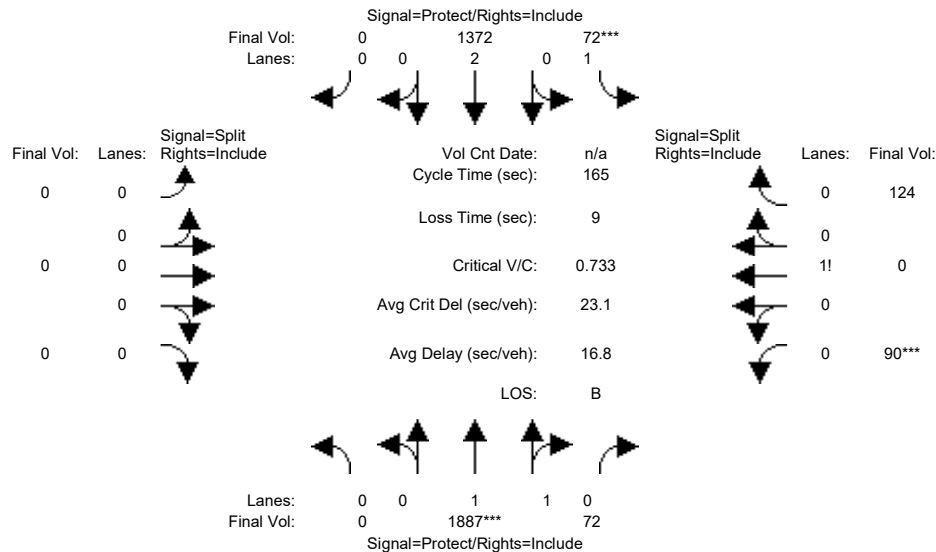 Signal=Protect/Rights=Include
Final Vol: 0 1372 72***
Lanes: 0 0 2 0 1
Signal=Split
Final Vol: Lanes: Rights=Include
Vol Cnt Date: n/a
Signal=Split
Rights=Include Lanes: Final Vol:
Cycle Time (sec): 165
0 0
0 124
Loss Time (sec): 9
0
0
0 0
Critical V/C: 0.733
1! 0
0
Avg Crit Del (sec/veh): 23.1
0
0 0
Avg Delay (sec/veh): 16.8
0 90***
LOS: B
Lanes: 0 0 1 1 0
Final Vol: 0 1887*** 72
Signal=Protect/Rights=Include